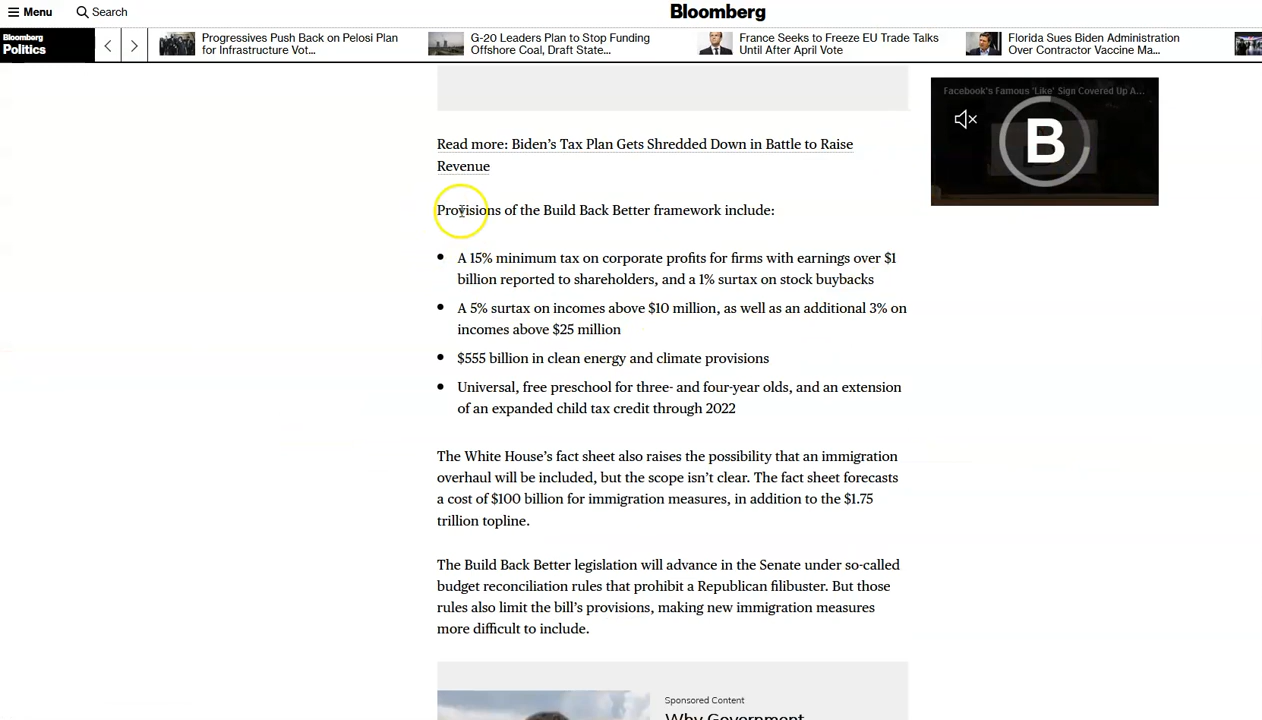 Menu
Search
Bloomberg
Bloomberg
Politics
Progressives Push Back on Pelosi Plan
for Infrastructure Vot...
G-20 Leaders Plan to Stop Funding
Offshore Coal, Draft State...
France Seeks to Freeze EU Trade Talks
Until After April Vote
Florida Sues Biden Administration
Over Contractor Vaccine Ma...
Facebook's Famous 'Like' Sign Covered Up A...
B
Read more: Biden’s Tax Plan Gets Shredded Down in Battle to Raise
Revenue
Provisions of the Build Back Better framework include:
• A 15% minimum tax on corporate profits for firms with earnings over $1
billion reported to shareholders, and a 1% surtax on stock buybacks
• A 5% surtax on incomes above $10 million, as well as an additional 3% on
incomes above $25 million
• $555 billion in clean energy and climate provisions
• Universal, free preschool for three- and four-year olds, and an extension
of an expanded child tax credit through 2022
The White House’s fact sheet also raises the possibility that an immigration
overhaul will be included, but the scope isn’t clear. The fact sheet forecasts
a cost of $100 billion for immigration measures, in addition to the $1.75
trillion topline.
The Build Back Better legislation will advance in the Senate under so-called
budget reconciliation rules that prohibit a Republican filibuster. But those
rules also limit the bill’s provisions, making new immigration measures
more difficult to include.
Sponsored Content
Why Government